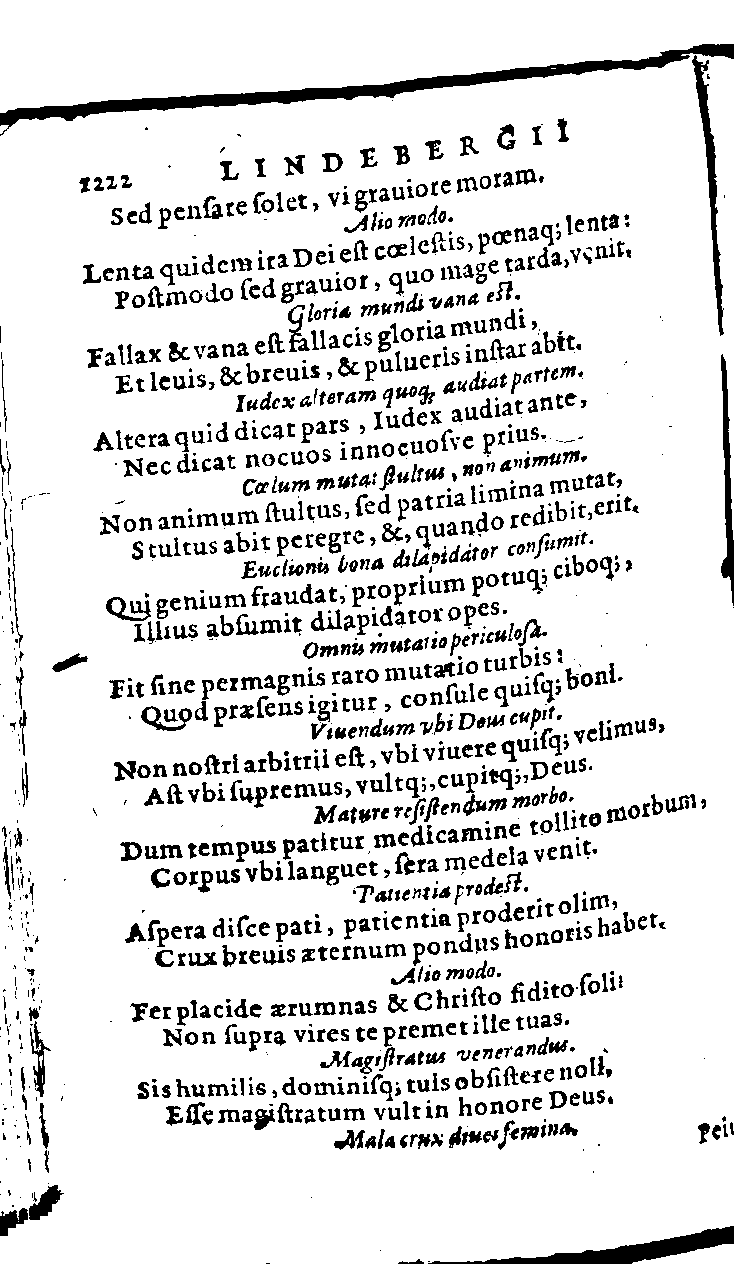 1222 LINDEBERGII
Sed penſare ſolet, vi grauiore moram.
Alio modo.
Lenta quidem ira Dei eſt cœleſtis, pœnaq; lenta:
Poſtmodo ſed grauior, quo mage tarda, venit.
Gloria mundi vana eſt.
Fallax & vana eſt fallacis gloria mundi,
Et leuis, & breuis, & pulueris inſtar abit.
Iudex alteram quoq; audiat partem.
Altera quid dicat pars, Iudex audiat ante,
Nec dicat nocuos innocuoſve prius.
Cœlum mutat ſtultus, non animum.
Non animum ſtultus, ſed patria limina mutat,
Stultus abit peregre, &, quando redibit, erit.
Euclionis bona dilapidator conſumit.
Qui genium fraudat, proprium potuq; ciboq;,
Illius abſumit dilapidator opes.
Omnis mutatio periculoſa.
Fit ſine permagnis raro mutatio turbis:
Quod præſens igitur, conſule quiſq; boni.
Viuendum vbi Deus cupit.
Non noſtri arbitrii eſt, vbi viuere quiſq; velimus,
Aſt vbi ſupremus, vultq;, cupitq;, Deus.
Mature reſiſtendum morbo.
Dum tempus patitur medicamine tollito morbum,
Corpus vbi languet, ſera medela venit.
Patientia prodeſt.
Aſpera diſce pati, patientia proderit olim,
Crux breuis æternum pondus honoris habet.
Alio modo.
Fer placide ærumnas & Chriſto fidito ſoli:
Non ſupra vires te premet ille tuas.
Magiſtratus venerandus.
Sis humilis, dominiſq; tuis obſiſtere noli,
Eſſe magiſtratum vult in honore Deus.
Mala crux diues femina.
Pei